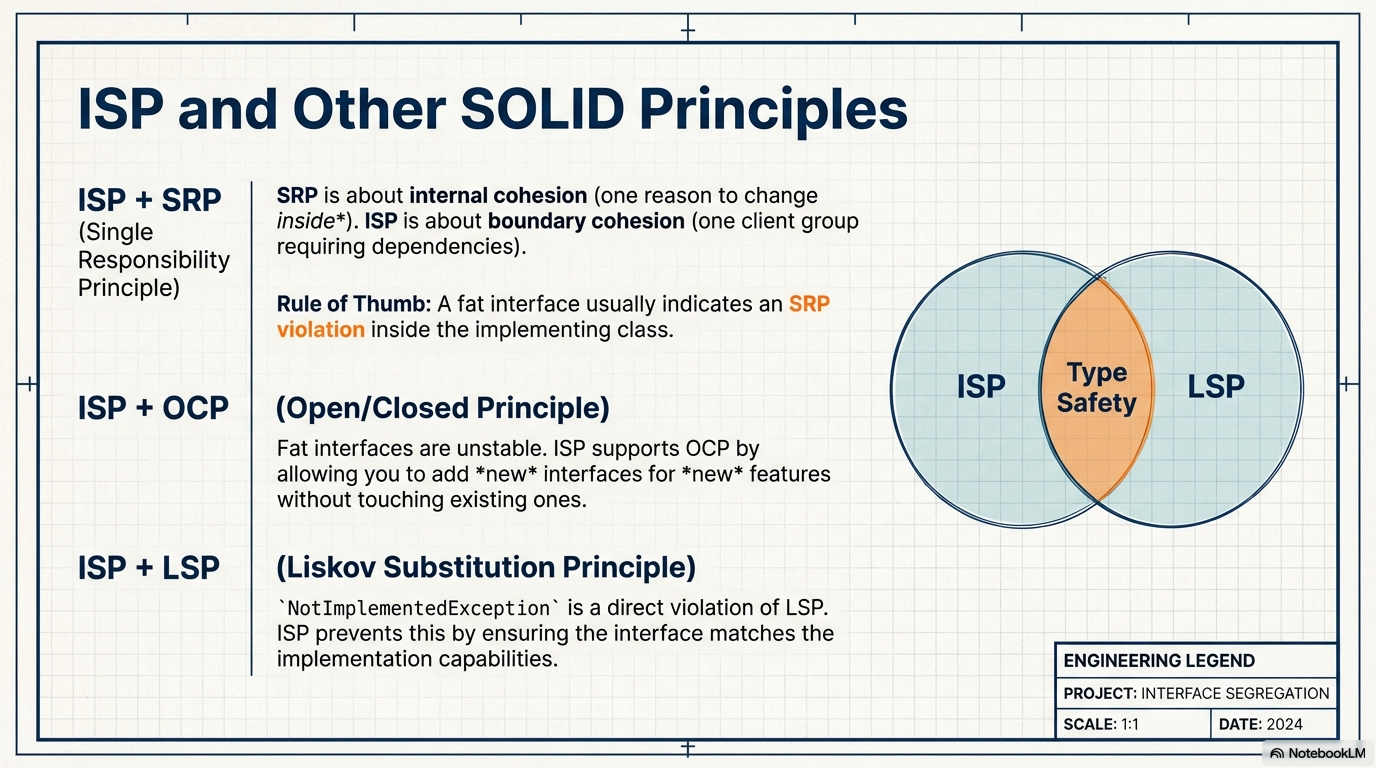 ISP and Other SOLID Principles
ISP + SRP
(Single
Responsibility
Principle)
SRP is about internal cohesion (one reason to change
inside*). ISP is about boundary cohesion (one client group
requiring dependencies).
Rule of Thumb: A fat interface usually indicates an SRP
violation inside the implementing class.
ISP + OCP
(Open/Closed Principle)
Fat interfaces are unstable. ISP supports OCP by
allowing you to add *new* interfaces for *new* features
without touching existing ones.
ISP + LSP
(Liskov Substitution Principle)
`NotImplementedException` is a direct violation of LSP.
ISP prevents this by ensuring the interface matches the
implementation capabilities.
ISP
Type
Safety
LSP
ENGINEERING LEGEND
PROJECT: INTERFACE SEGREGATION
SCALE: 1:1
DATE: 2024
NotebookLM